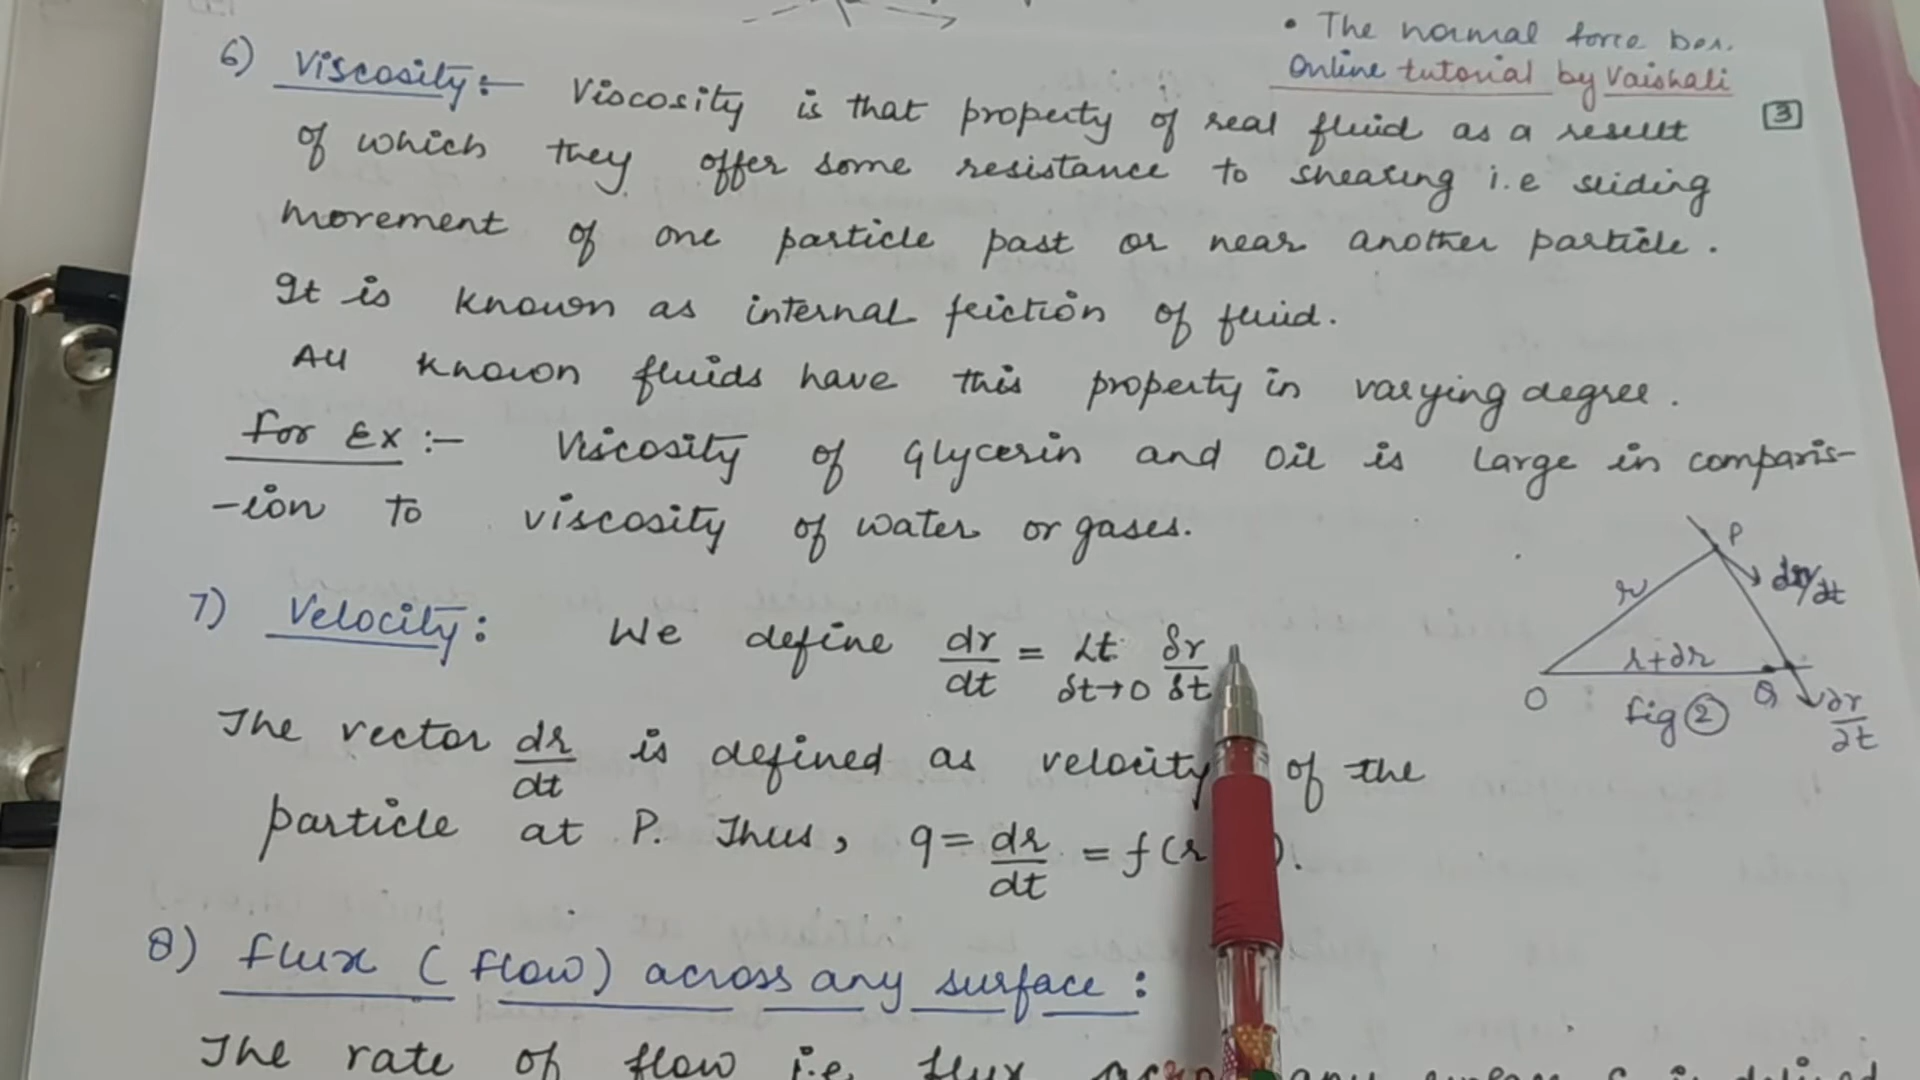 • The normal force
Online tutorial by Vaishali
3
6) Viscosity:- Viscosity is that property of real fluid as a result
of which they offer some resistance to shearing i.e sliding
movement of one particle past or near another particle.
It is known as internal friction of fluid.
All known fluids have this property in varying degree.
for Ex :- Viscosity of Glycerin and Oil is large in comparis-
-ion to viscosity of water or gases.
7) Velocity: We define dr/dt = Lt δt→0 δr/δt
The vector dr/dt is defined as velocity of the
particle at P. Thus, q = dr/dt = f(r ).
P
r
dr/dt
r+dr
O
Q
∂r/∂t
fig 2
8) flux (flow) across any surface:
The rate of flow i.e flux any surface is defined